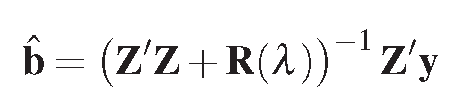 b̂ = (Z′Z + R(λ))⁻¹ Z′y